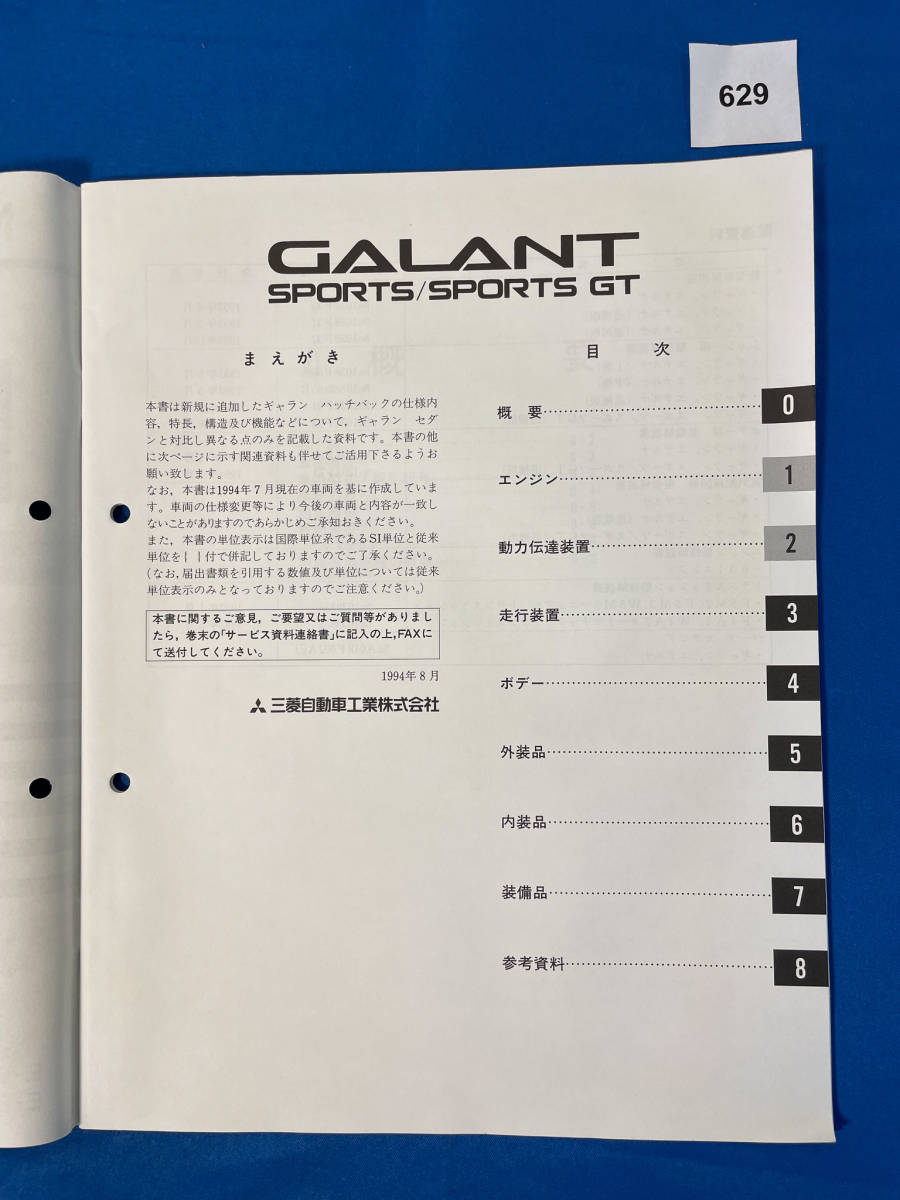 629
GALANT
SPORTS/SPORTS GT
まえがき
本書は新規に追加したギャラン ハッチバックの仕様内
容,特長,構造及び機能などについて,ギャラン セダ
ンと対比し異なる点のみを記載した資料です。本書の他
に次ページに示す関連資料も併せてご活用下さるようお
願い致します。
なお,本書は1994年7月現在の車両を基に作成していま
す。車両の仕様変更等により今後の車両と内容が一致し
ないことがありますのであらかじめご承知おきください。
また,本書の単位表示は国際単位系であるSI単位と従来
単位を{ }付で併記しておりますのでご了承ください。
(なお,届出書類を引用する数値及び単位については従来
単位表示のみとなっておりますのでご注意ください。)
本書に関するご意見,ご要望又はご質問等がありまし
たら,巻末の「サービス資料連絡書」に記入の上,FAXに
て送付してください。
1994年8月
三菱自動車工業株式会社
目 次
概 要……………………………… 0
エンジン……………………………… 1
動力伝達装置……………………………… 2
走行装置……………………………… 3
ボデー……………………………… 4
外装品……………………………… 5
内装品……………………………… 6
装備品……………………………… 7
参考資料……………………………… 8